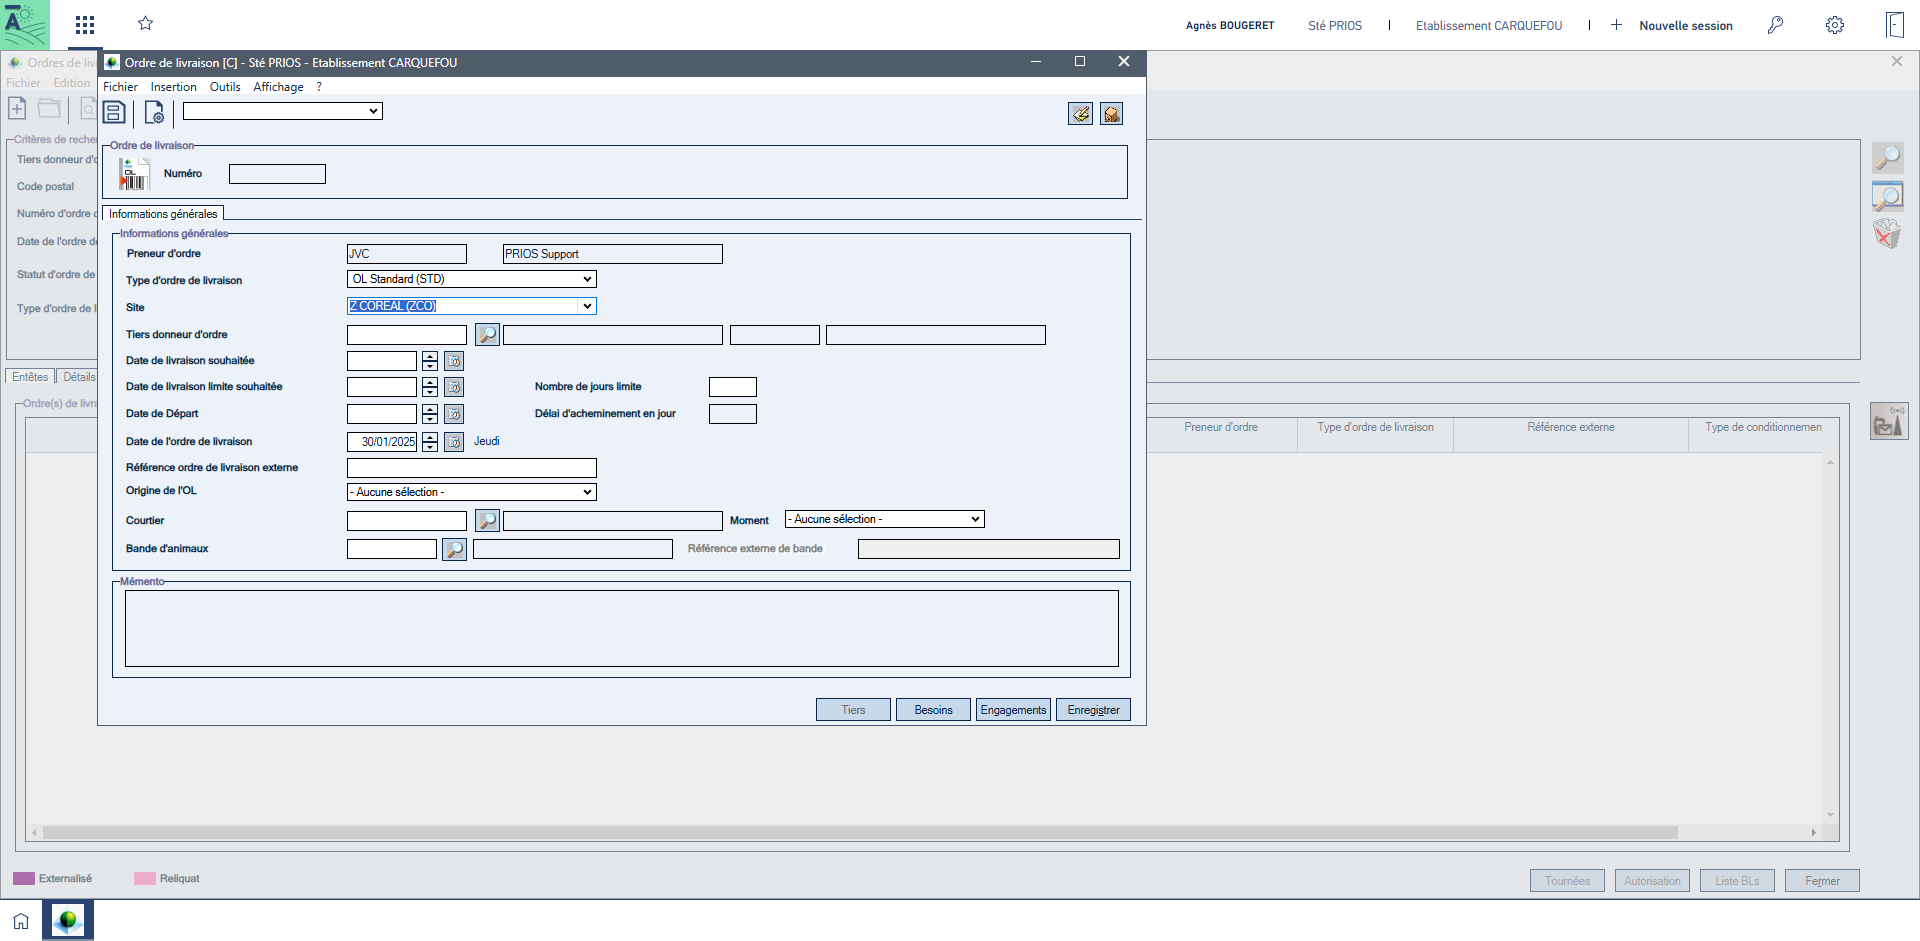 Agnès BOUGERET
Sté PRIOS
Etablissement CARQUEFOU
Nouvelle session
Ordres de liv
Fichier Edition
Critères de reche
Tiers donneur d'o
Code postal
Numéro d'ordre d
Date de l'ordre de
Statut d'ordre de
Type d'ordre de l
Entêtes Détails
Ordre(s) de livra
Ordre de livraison [C] - Sté PRIOS - Etablissement CARQUEFOU
Fichier Insertion Outils Affichage ?
Ordre de livraison
OL
Numéro
Informations générales
Informations générales
Preneur d'ordre JVC PRIOS Support
Type d'ordre de livraison OL Standard (STD)
Site Z COREAL (ZCO)
Tiers donneur d'ordre
Date de livraison souhaitée
Date de livraison limite souhaitée Nombre de jours limite
Date de Départ Délai d'acheminement en jour
Date de l'ordre de livraison 30/01/2025 Jeudi
Référence ordre de livraison externe
Origine de l'OL - Aucune sélection -
Courtier Moment - Aucune sélection -
Bande d'animaux Référence externe de bande
Mémento
Tiers Besoins Engagements Enregistrer
Preneur d'ordre Type d'ordre de livraison Référence externe Type de conditionnemen
Externalisé Reliquat
Tournées Autorisation Liste BLs Fermer